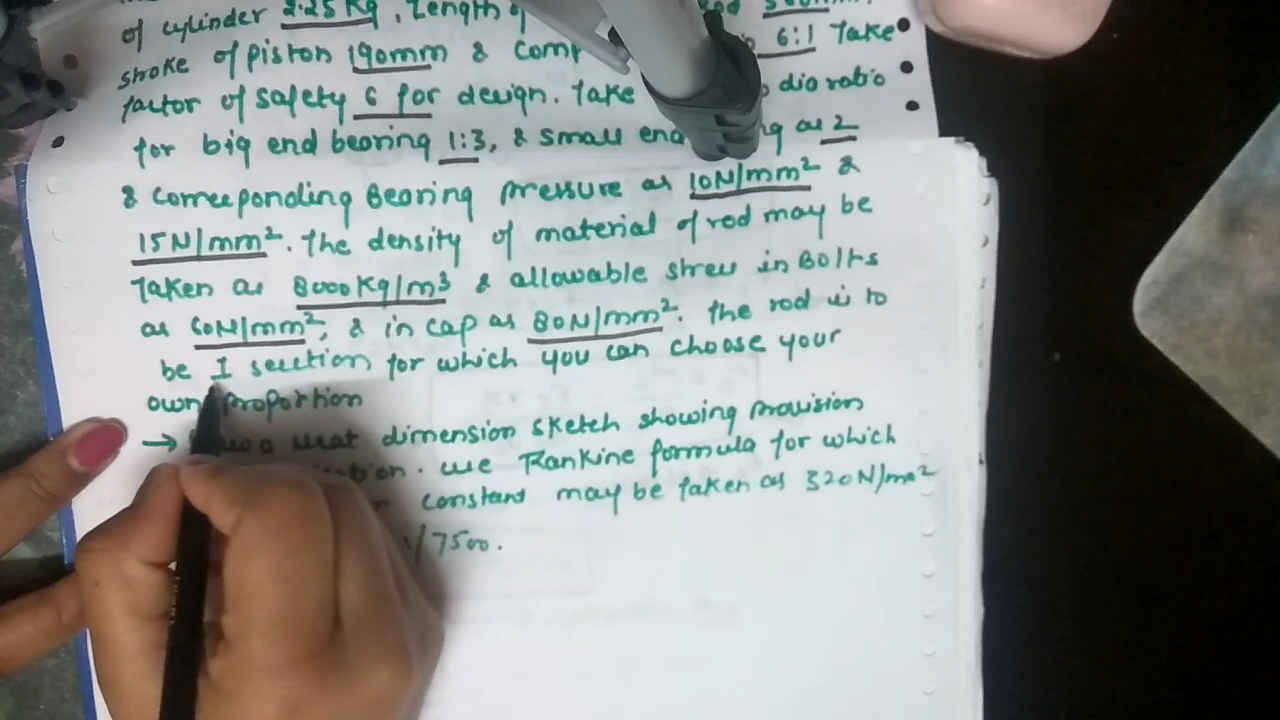 of cylinder 2.25 Kg, Length of
stroke of piston 190mm & comp 6:1 Take
factor of safety 6 for design. Take dia ratio
for big end bearing 1:3, & small end as 2
& corresponding Bearing pressure as 10N/mm² &
15N/mm². The density of material of rod may be
Taken as 8000Kg/m³ & allowable stress in Bolts
as 60N/mm², & in cap as 80N/mm². The rod is to
be I section for which you can choose your
own proportion
→ neat dimension sketch showing provision
use Rankine formula for which
constant may be taken as 320N/mm²
1/7500.